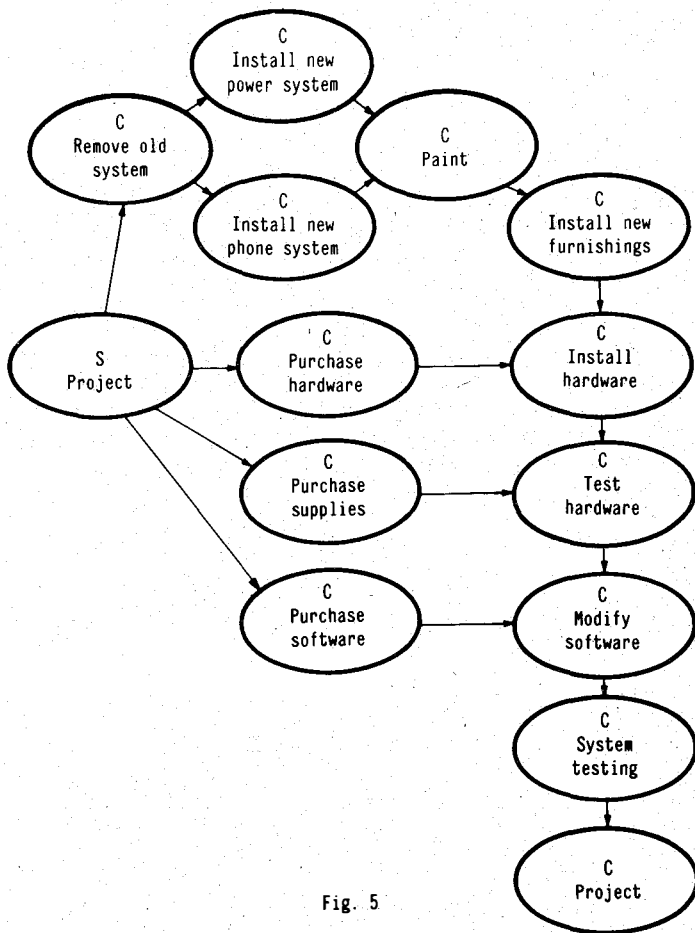 C
Install new
power system
C
Remove old
system
C
Paint
C
Install new
phone system
C
Install new
furnishings
S
Project
C
Purchase
hardware
C
Install
hardware
C
Purchase
supplies
C
Test
hardware
C
Purchase
software
C
Modify
software
C
System
testing
C
Project
Fig. 5